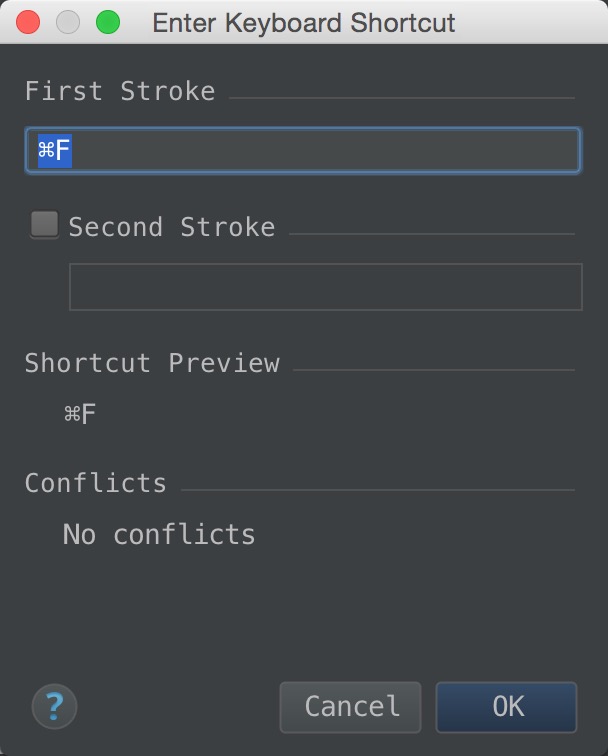 Enter Keyboard Shortcut
First Stroke
⌘F
Second Stroke
Shortcut Preview
⌘F
Conflicts
No conflicts
? Cancel OK